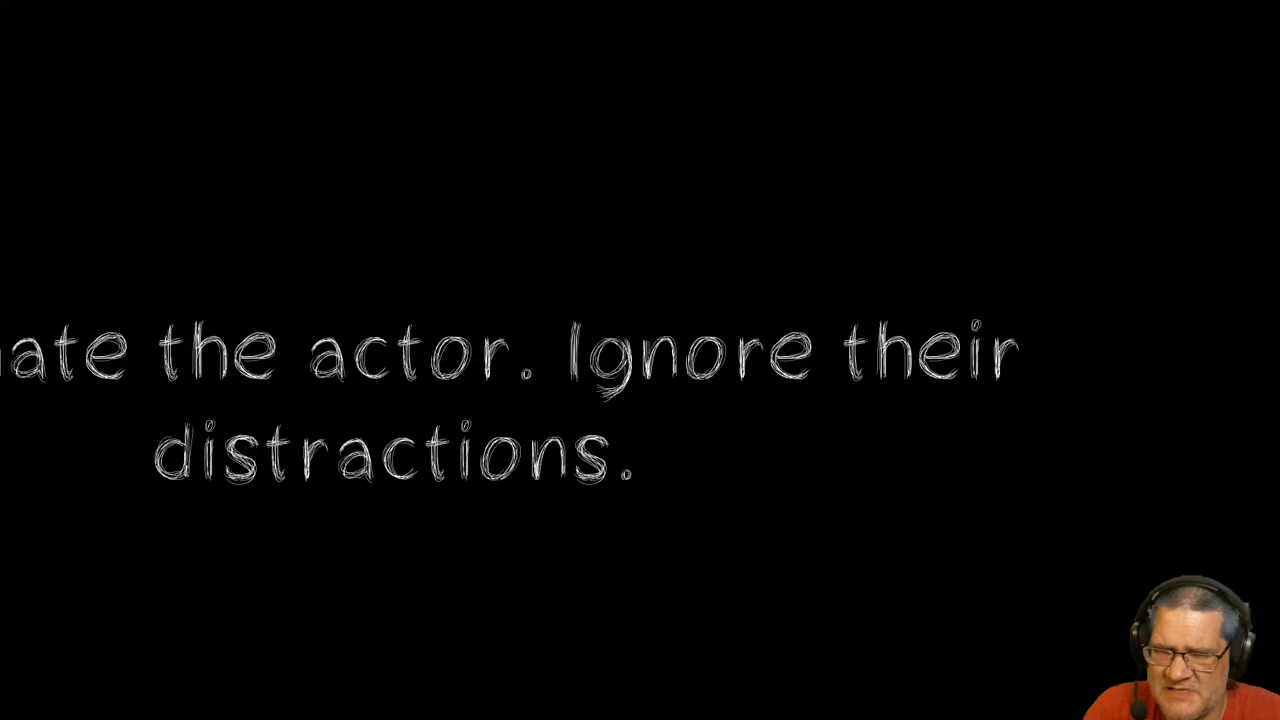 the actor. Ignore their
distractions.